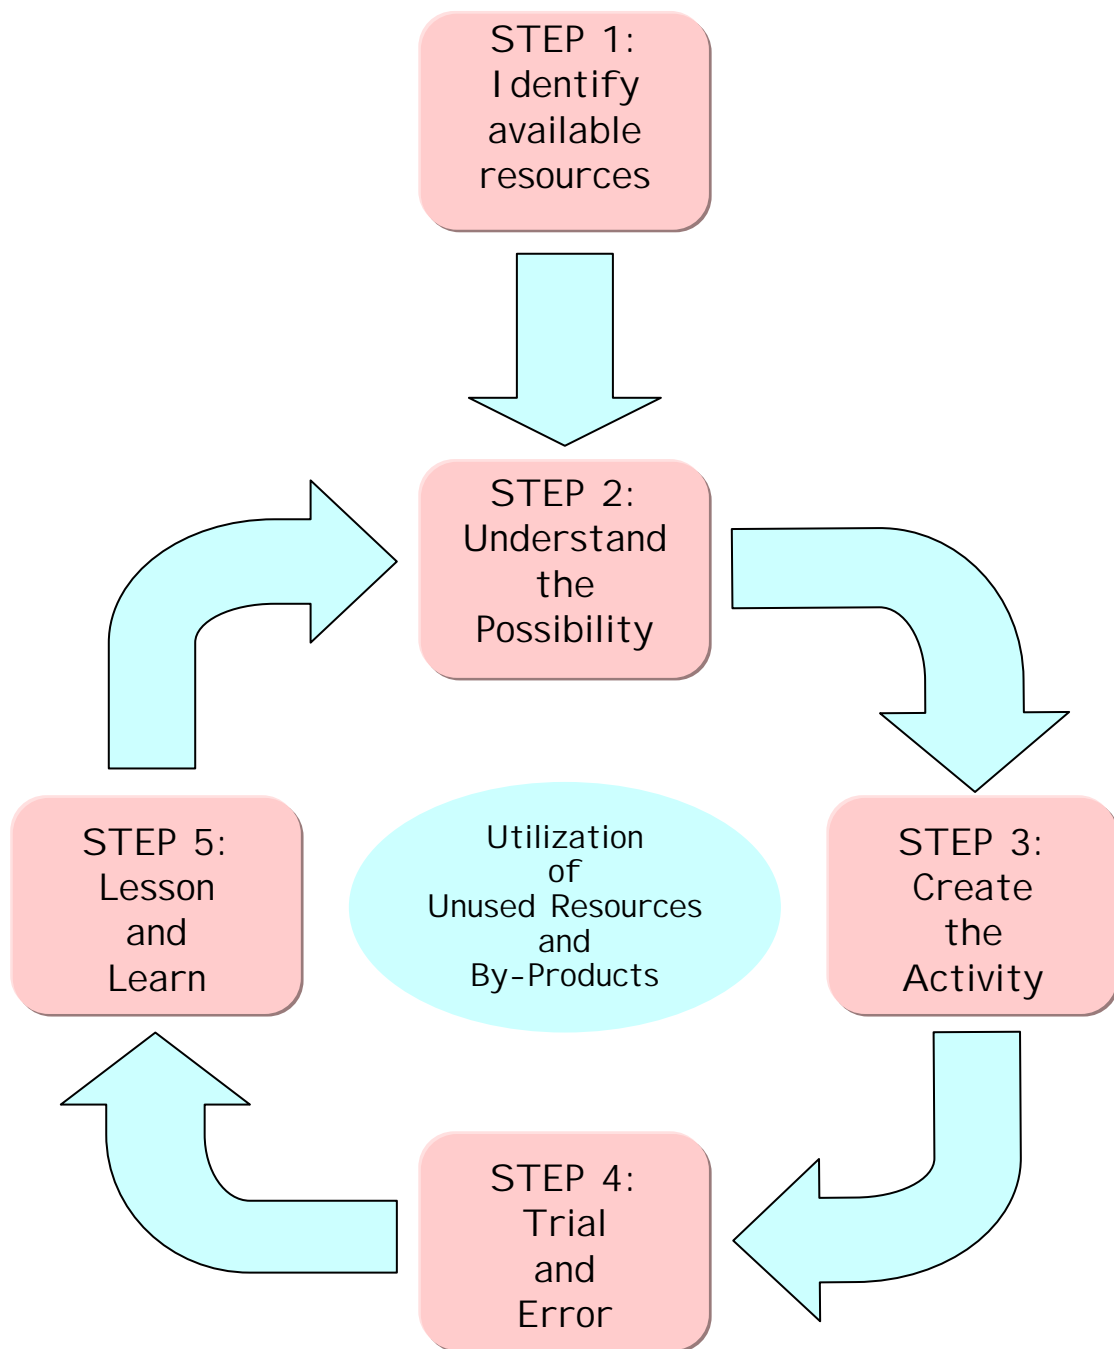 STEP 1:
Identify
available
resources
STEP 2:
Understand
the
Possibility
STEP 3:
Create
the
Activity
STEP 4:
Trial
and
Error
STEP 5:
Lesson
and
Learn
Utilization
of
Unused Resources
and
By-Products